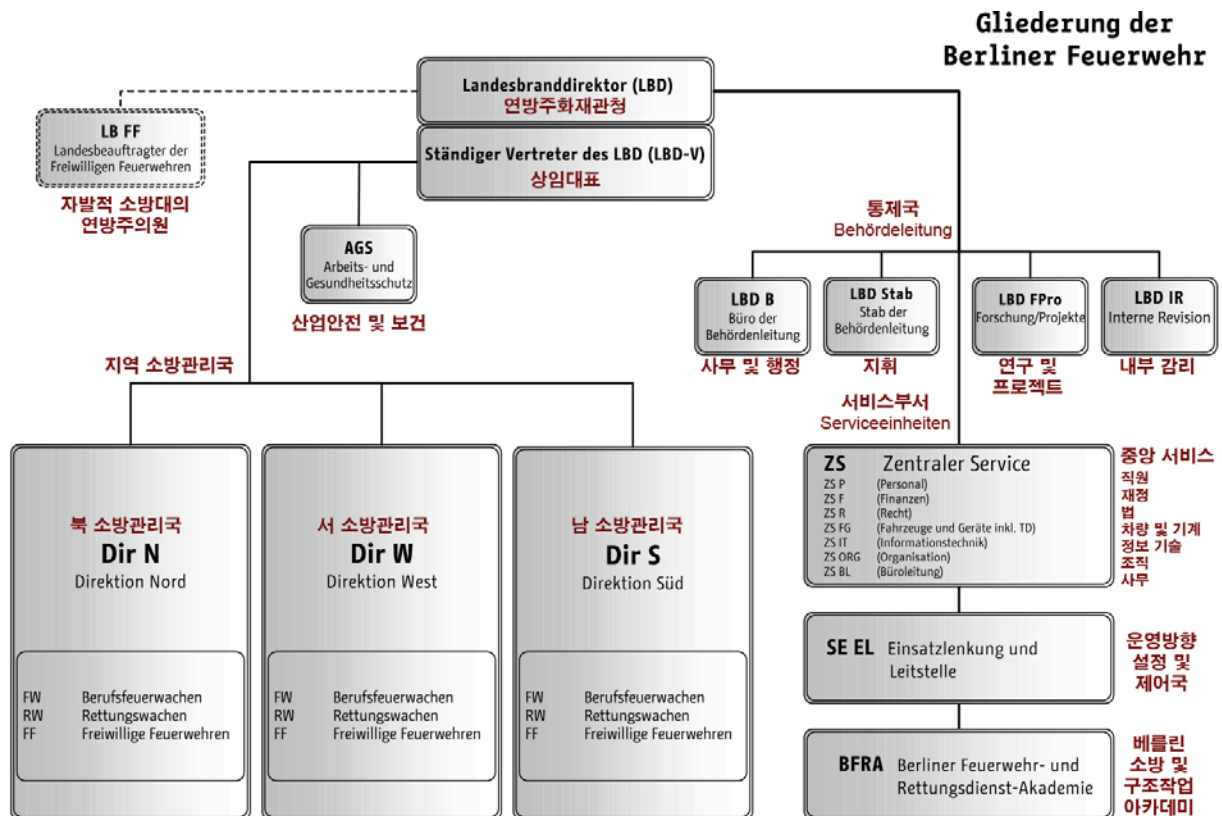 Gliederung der
Berliner Feuerwehr
Landesbranddirektor (LBD)
연방주화재관청
Ständiger Vertreter des LBD (LBD-V)
상임대표
LB FF
Landesbeauftragter der
Freiwilligen Feuerwehren
자발적 소방대의
연방주의원
AGS
Arbeits- und
Gesundheitsschutz
산업안전 및 보건
통제국
Behördeleitung
LBD B
Büro der
Behördenleitung
사무 및 행정
LBD Stab
Stab der
Behördenleitung
지휘
LBD FPro
Forschung/Projekte
연구 및
프로젝트
LBD IR
Interne Revision
내부 감리
지역 소방관리국
북 소방관리국
Dir N
Direktion Nord
FW Berufsfeuerwachen
RW Rettungswachen
FF Freiwillige Feuerwehren
서 소방관리국
Dir W
Direktion West
FW Berufsfeuerwachen
RW Rettungswachen
FF Freiwillige Feuerwehren
남 소방관리국
Dir S
Direktion Süd
FW Berufsfeuerwachen
RW Rettungswachen
FF Freiwillige Feuerwehren
서비스부서
Serviceeinheiten
ZS Zentraler Service
ZS P (Personal)
ZS F (Finanzen)
ZS R (Recht)
ZS FG (Fahrzeuge und Geräte inkl. TD)
ZS IT (Informationstechnik)
ZS ORG (Organisation)
ZS BL (Büroleitung)
중앙 서비스
직원
재정
법
차량 및 기계
정보 기술
조직
사무
SE EL Einsatzlenkung und
Leitstelle
운영방향
설정 및
제어국
BFRA Berliner Feuerwehr- und
Rettungsdienst-Akademie
베를린
소방 및
구조작업
아카데미